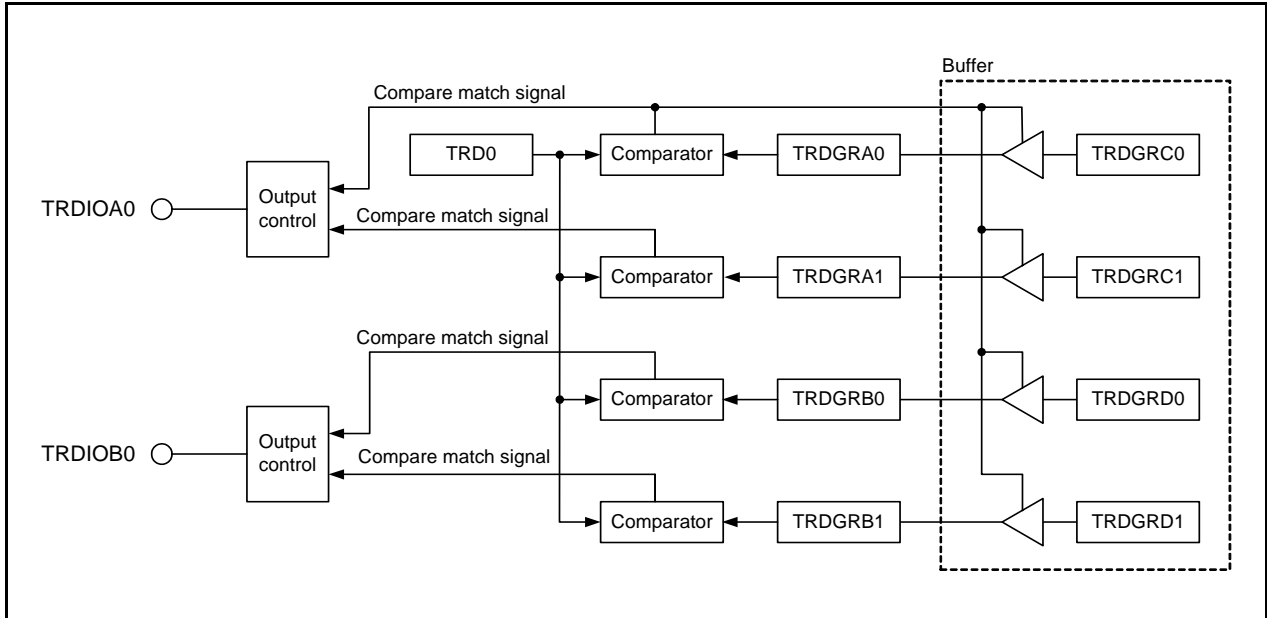 Buffer
Compare match signal
TRD0
Comparator
TRDGRA0
TRDGRC0
TRDIOA0
Output
control
Compare match signal
Comparator
TRDGRA1
TRDGRC1
Compare match signal
Comparator
TRDGRB0
TRDGRD0
TRDIOB0
Output
control
Compare match signal
Comparator
TRDGRB1
TRDGRD1